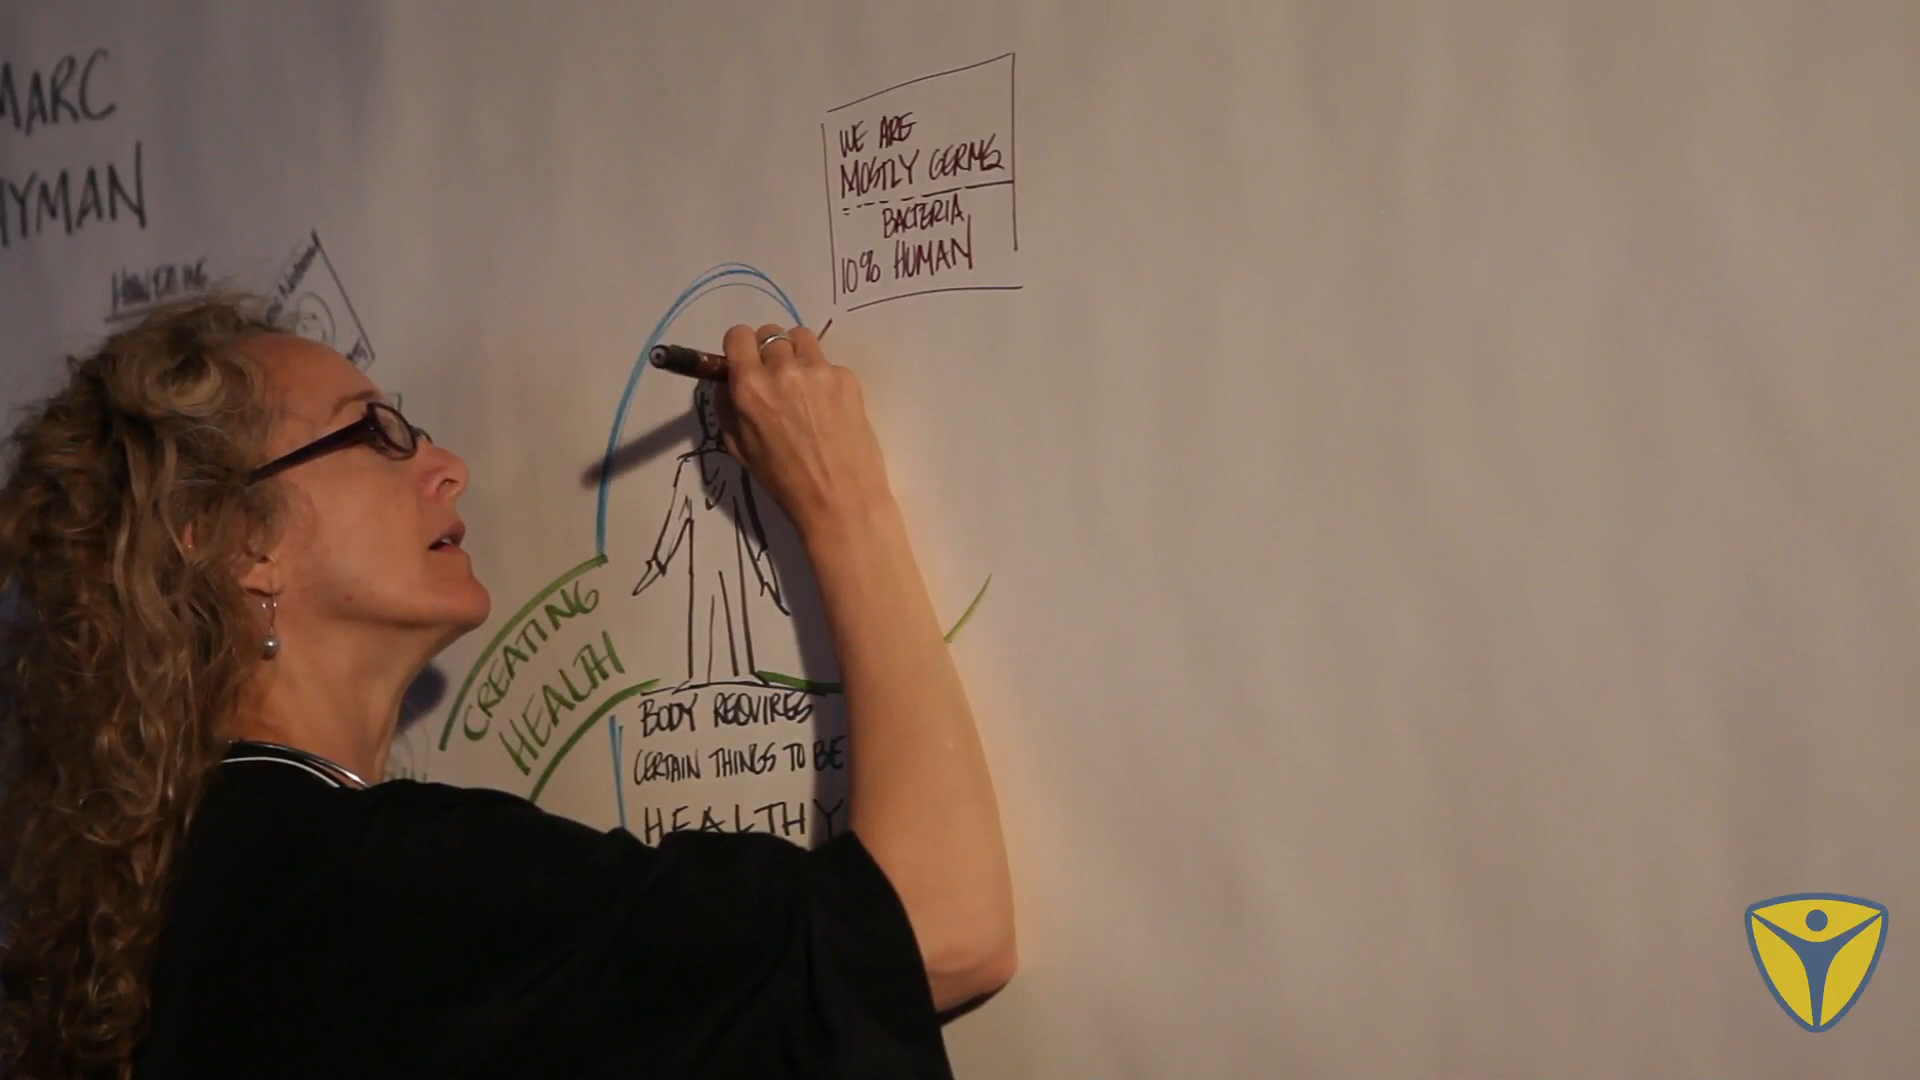 MARC
HYMAN
WE ARE
MOSTLY GERMS
BACTERIA
10% HUMAN
CREATING
HEALTH
BODY REQUIRES
CERTAIN THINGS TO BE
HEALTHY